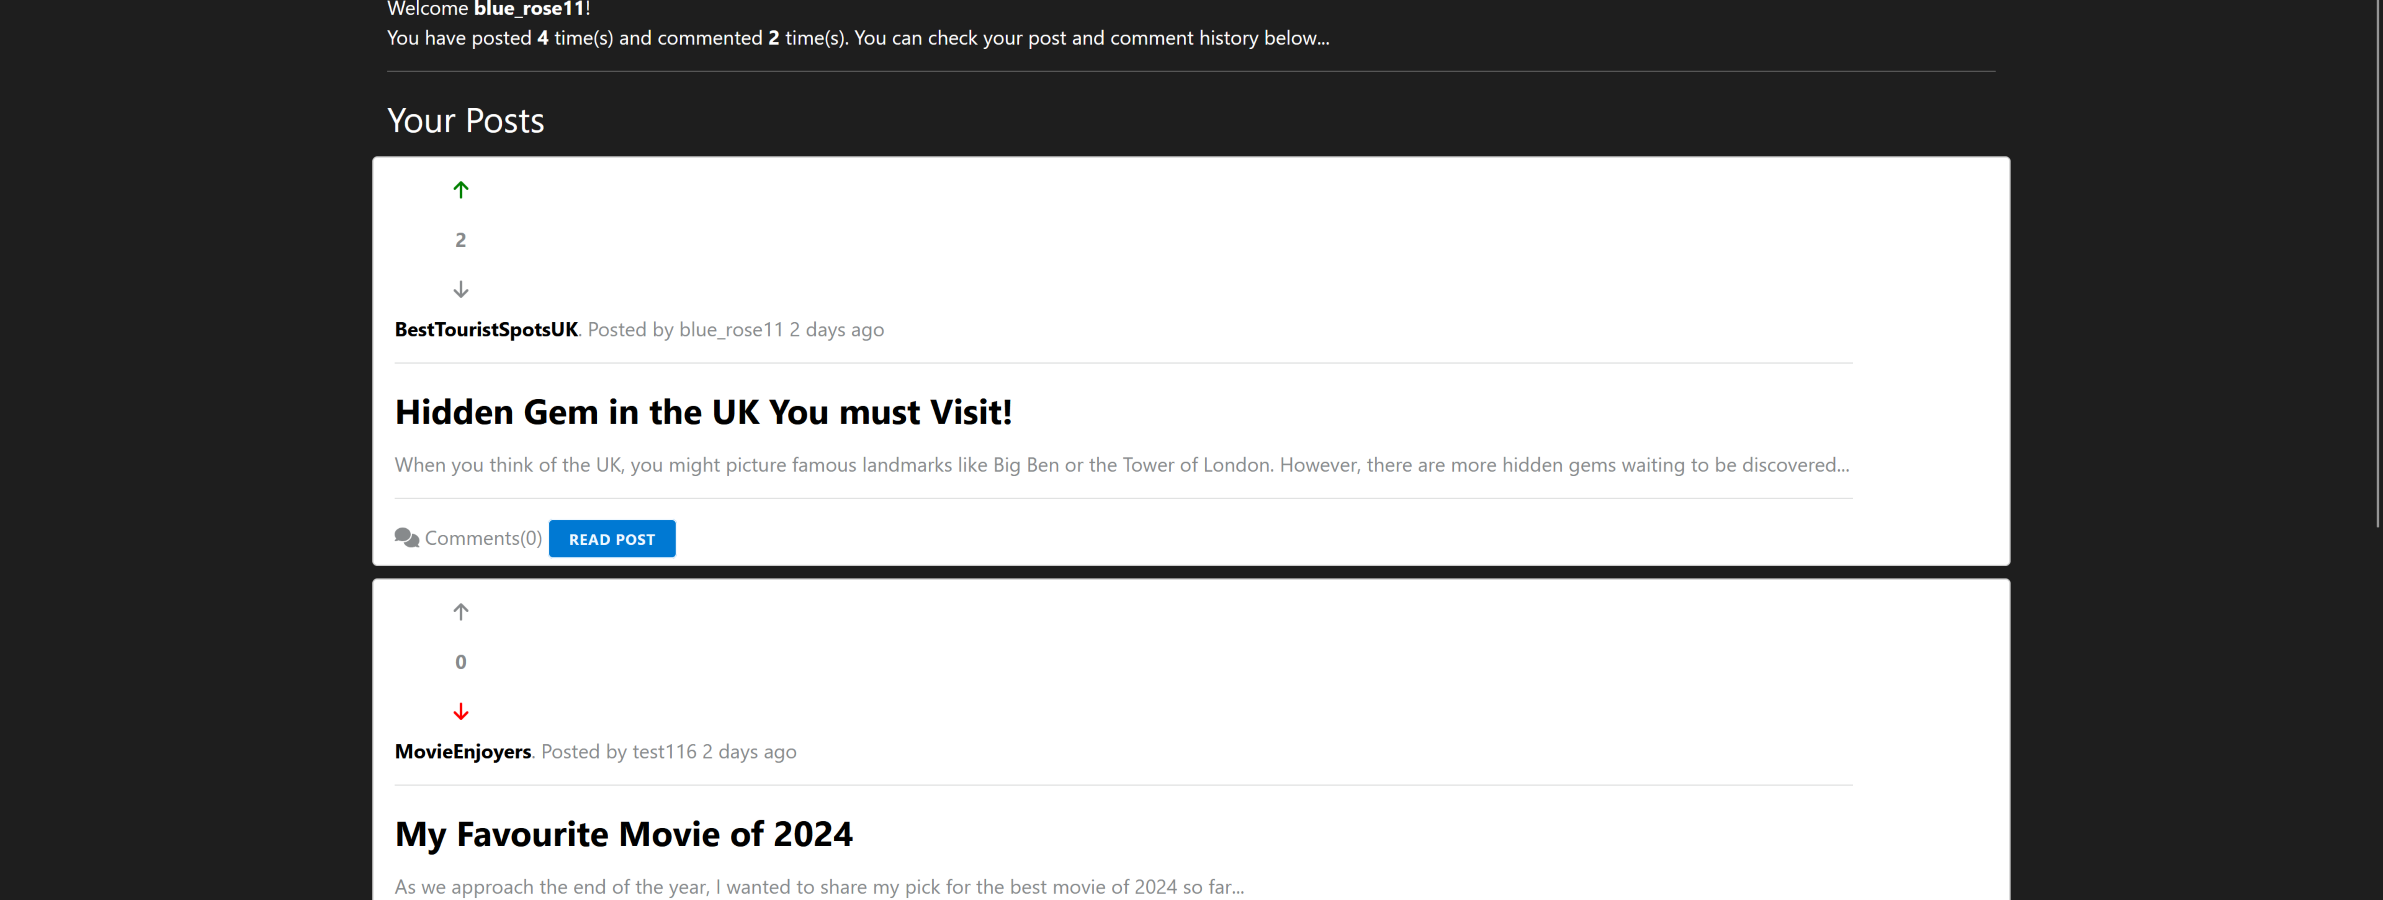 Welcome blue_rose11!
You have posted 4 time(s) and commented 2 time(s). You can check your post and comment history below...
Your Posts
2
BestTouristSpotsUK. Posted by blue_rose11 2 days ago
Hidden Gem in the UK You must Visit!
When you think of the UK, you might picture famous landmarks like Big Ben or the Tower of London. However, there are more hidden gems waiting to be discovered...
Comments(0) READ POST
0
MovieEnjoyers. Posted by test116 2 days ago
My Favourite Movie of 2024
As we approach the end of the year, I wanted to share my pick for the best movie of 2024 so far...